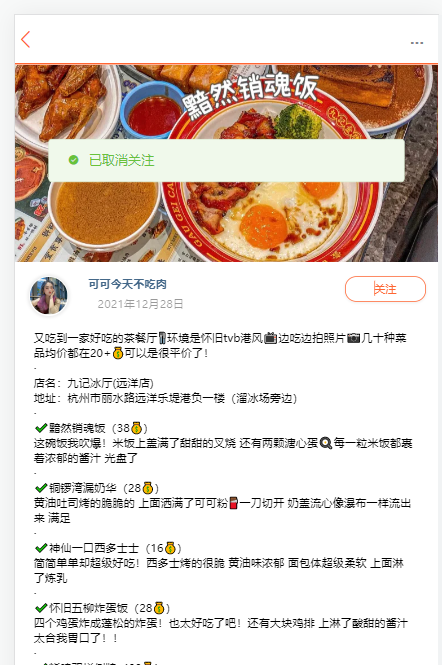 黯然销魂饭
已取消关注
GAU GEI CA
可可今天不吃肉
2021年12月28日
关注
又吃到一家好吃的茶餐厅👖环境是怀旧tvb港风📺边吃边拍照片📷几十种菜
品均价都在20+💰可以是很平价了!
.
店名：九记冰厅(远洋店)
地址：杭州市丽水路远洋乐堤港负一楼（溜冰场旁边）
.
✔黯然销魂饭（38💰）
这碗饭我吹爆！米饭上盖满了甜甜的叉烧 还有两颗溏心蛋🍳每一粒米饭都裹
着浓郁的酱汁 光盘了
.
✔铜锣湾漏奶华（28💰）
黄油吐司烤的脆脆的 上面洒满了可可粉🥫一刀切开 奶盖流心像瀑布一样流出
来 满足
.
✔神仙一口西多士士（16💰）
简简单单却超级好吃！西多士烤的很脆 黄油味浓郁 面包体超级柔软 上面淋
了炼乳
.
✔怀旧五柳炸蛋饭（28💰）
四个鸡蛋炸成蓬松的炸蛋！也太好吃了吧！还有大块鸡排 上淋了酸甜的酱汁
太合我胃口了！！
.